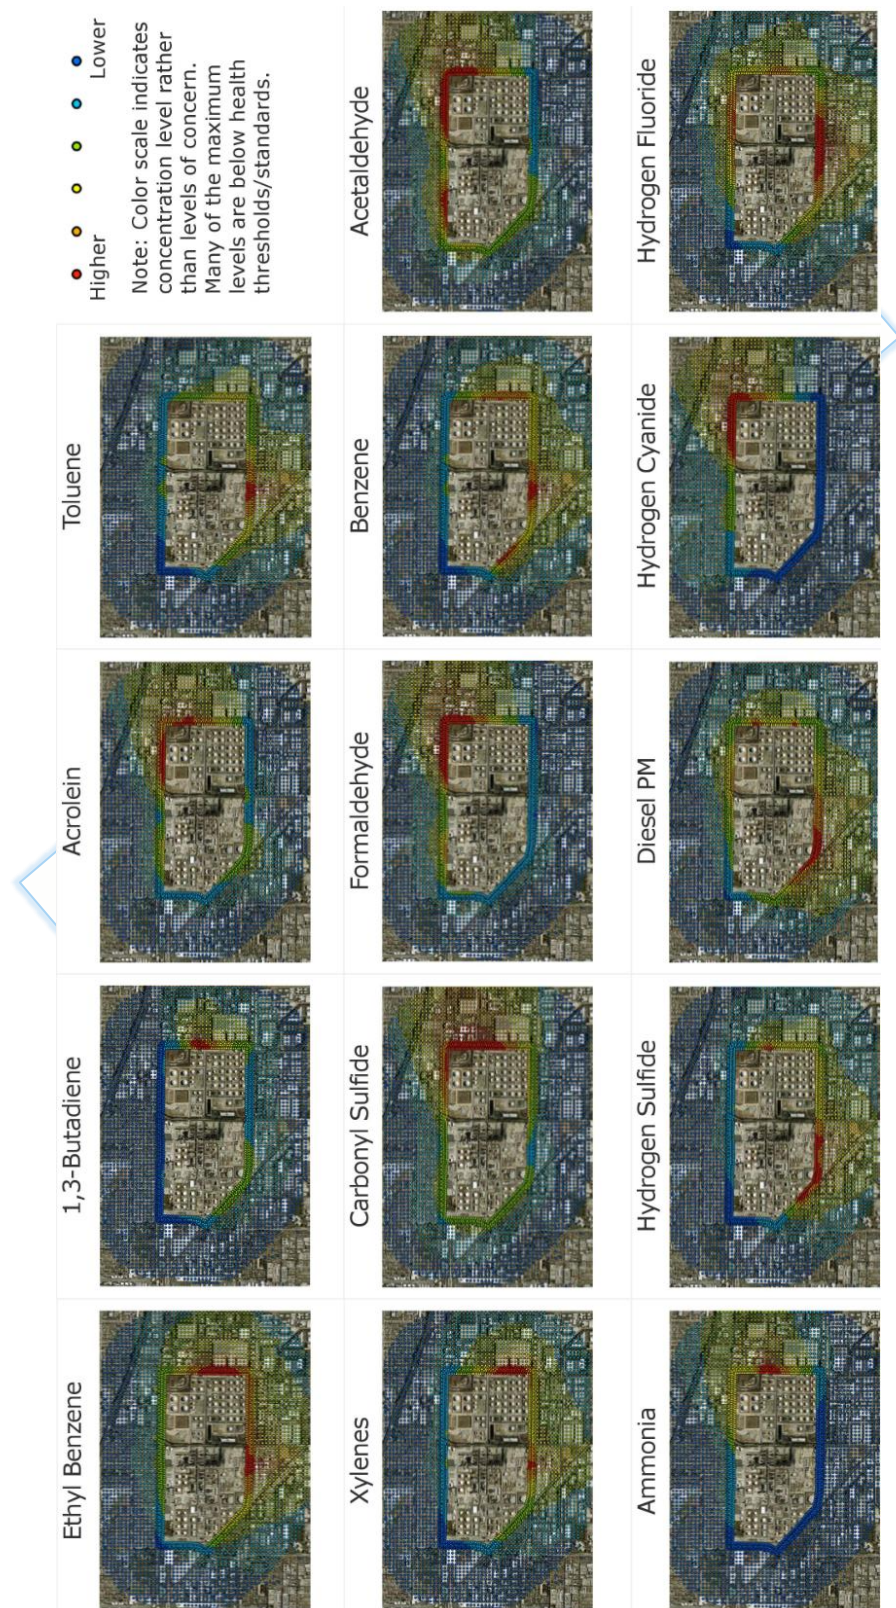 Ethyl Benzene
1,3-Butadiene
Acrolein
Toluene
Higher
Lower
Note: Color scale indicates
concentration level rather
than levels of concern.
Many of the maximum
levels are below health
thresholds/standards.
Xylenes
Carbonyl Sulfide
Formaldehyde
Benzene
Acetaldehyde
Ammonia
Hydrogen Sulfide
Diesel PM
Hydrogen Cyanide
Hydrogen Fluoride